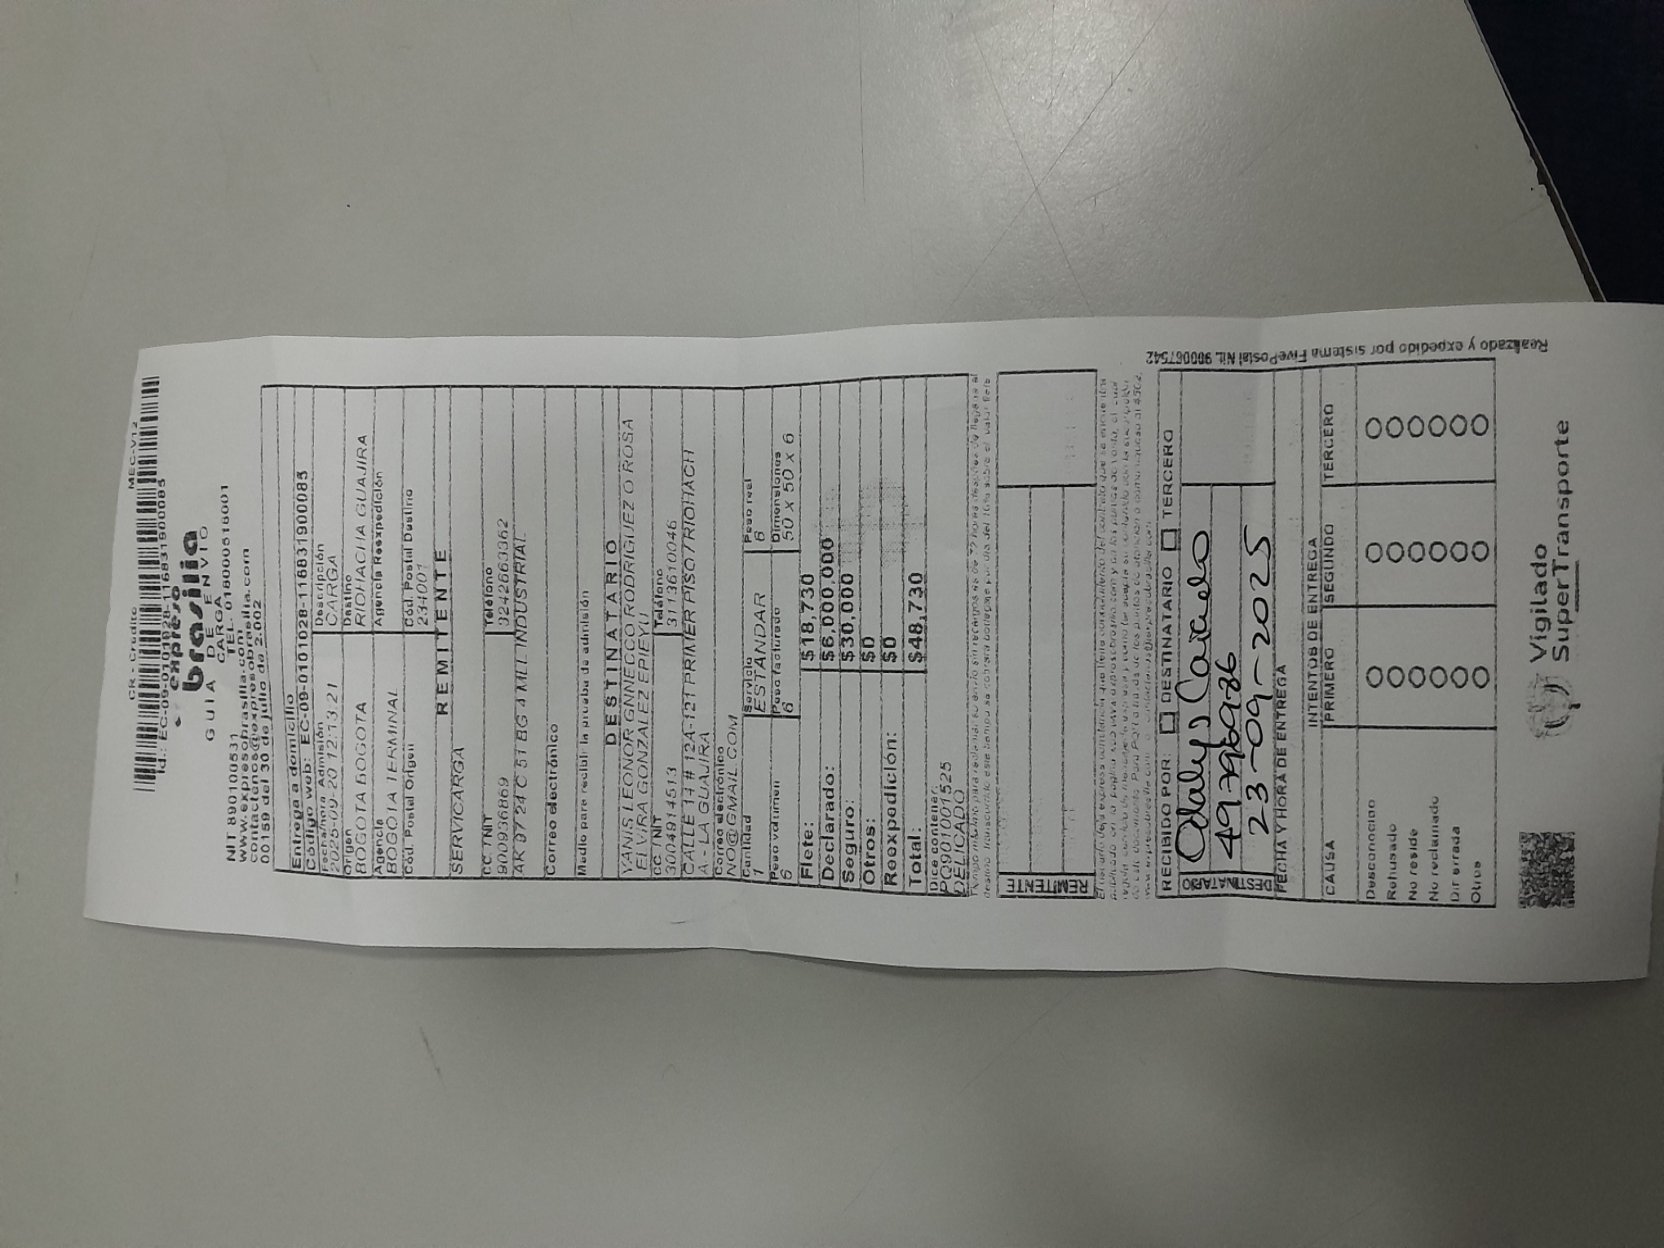 CR - Credito MEC-V12
Id.: EC-09-0101028-116831900085
expreso
brasilia
GUIA DE ENVIO
CARGA
NIT 890100531 TEL. 018000518001
www.expresobrasilia.com
contactenos@expresobrasilia.com
00159 del 30 de julio de 2.002
Entrega a domicilio
Código web: EC-09-0101028-116831900085
Fecha/hora Admisión Descripción
2025-09-20 12:13:21 CARGA
Origen Destino
BOGOTA BOGOTA RIOHACHA GUAJIRA
Agencia Agencia Reexpedición
BOGOTA TERMINAL
Cód. Postal Origen Cód. Postal Destino
234001
REMITENTE
SERVICARGA
CC TNIT Teléfono
900936869 3242663362
AK 97 24 C 51 BG 4 MLL INDUSTRIAL
Correo electrónico
Medio para recibir la prueba de admisión
DESTINATARIO
YANIS LEONOR GNNECCO RODRIGUEZ O ROSA
ELVIRA GONZALEZ EPIEYU
CC TNIT Teléfono
3004914513 3113610046
CALLE 14T # 12A-121 PRIMER PISO / RIOHACH
A - LA GUAJIRA
Correo electrónico
NO@GMAIL.COM
Cantidad Servicio Peso real
1 ESTANDAR 6
Peso volumen Peso facturado Dimensiones
6 6 50 x 50 x 6
Flete: $18,730
Declarado: $6,000,000
Seguro: $30,000
Otros: $0
Reexpedición: $0
Total: $48,730
Dice contener:
PQ901001525
DELICADO
REMITENTE
RECIBIDO POR: DESTINATARIO TERCERO
DESTINATARIO
Odalys Caicedo
49796986
23-09-2025
FECHA Y HORA DE ENTREGA
INTENTOS DE ENTREGA
CAUSA PRIMERO SEGUNDO TERCERO
Desconocido
Rehusado
No reside
No reclamado
Dir errada
Otros
Vigilado
SuperTransporte
Realizado y expedido por sistema FivePostal Nit. 900067542